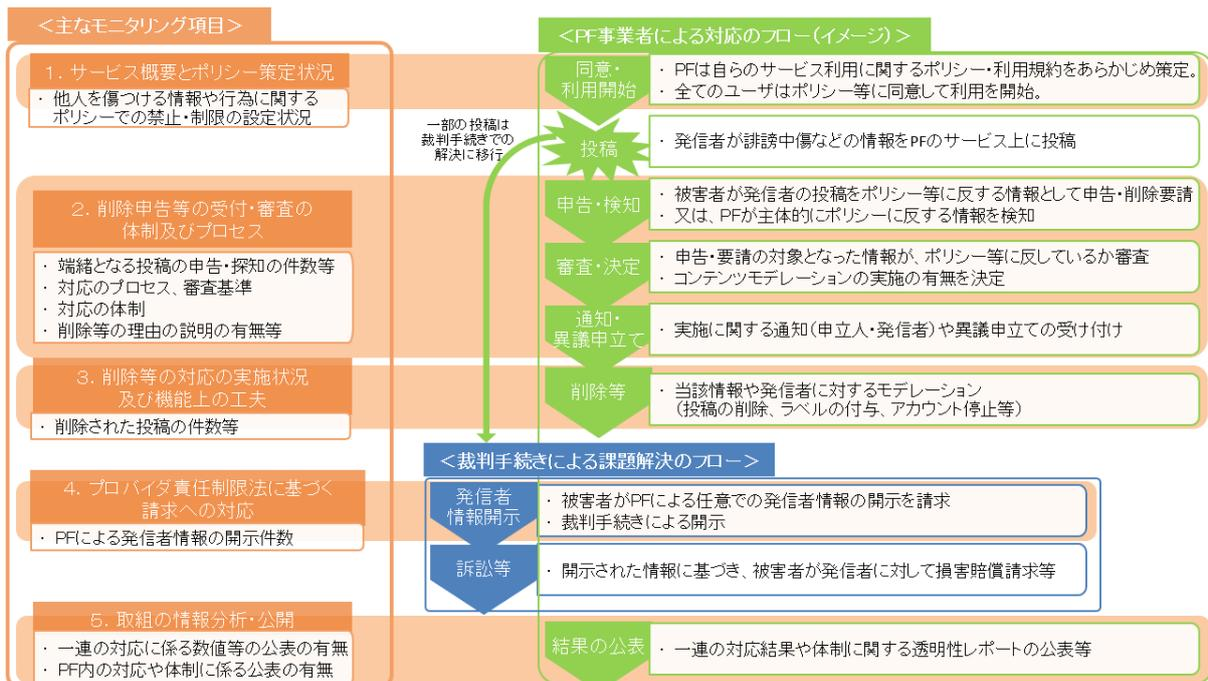 ＜主なモニタリング項目＞
1. サービス概要とポリシー策定状況
・ 他人を傷つける情報や行為に関する
ポリシーでの禁止・制限の設定状況
2. 削除申告等の受付・審査の
体制及びプロセス
・ 端緒となる投稿の申告・探知の件数等
・ 対応のプロセス、審査基準
・ 対応の体制
・ 削除等の理由の説明の有無等
3. 削除等の対応の実施状況
及び機能上の工夫
・ 削除された投稿の件数等
4. プロバイダ責任制限法に基づく
請求への対応
・ PFによる発信者情報の開示件数
5. 取組の情報分析・公開
・ 一連の対応に係る数値等の公表の有無
・ PF内の対応や体制に係る公表の有無
＜PF事業者による対応のフロー（イメージ）＞
同意・
利用開始
・ PFは自らのサービス利用に関するポリシー・利用規約をあらかじめ策定。
・ 全てのユーザはポリシー等に同意して利用を開始。
一部の投稿は
裁判手続きでの
解決に移行
投稿
・ 発信者が誹謗中傷などの情報をPFのサービス上に投稿
申告・検知
・ 被害者が発信者の投稿をポリシー等に反する情報として申告・削除要請
・ 又は、PFが主体的にポリシーに反する情報を検知
審査・決定
・ 申告・要請の対象となった情報が、ポリシー等に反しているか審査
・ コンテンツモデレーションの実施の有無を決定
通知・
異議申立て
・ 実施に関する通知（申立人・発信者）や異議申立ての受け付け
削除等
・ 当該情報や発信者に対するモデレーション
（投稿の削除、ラベルの付与、アカウント停止等）
＜裁判手続きによる課題解決のフロー＞
発信者
情報開示
・ 被害者がPFによる任意での発信者情報の開示を請求
・ 裁判手続きによる開示
訴訟等
・ 開示された情報に基づき、被害者が発信者に対して損害賠償請求等
結果の公表
・ 一連の対応結果や体制に関する透明性レポートの公表等